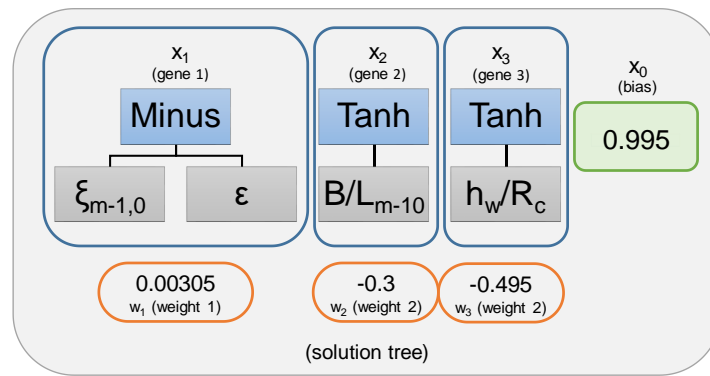 x₁
(gene 1)
Minus
ξₘ₋₁,₀
ε
x₂
(gene 2)
Tanh
B/Lₘ₋₁₀
x₃
(gene 3)
Tanh
h_w/R_c
x₀
(bias)
0.995
0.00305
w₁ (weight 1)
-0.3
w₂ (weight 2)
-0.495
w₃ (weight 2)
(solution tree)